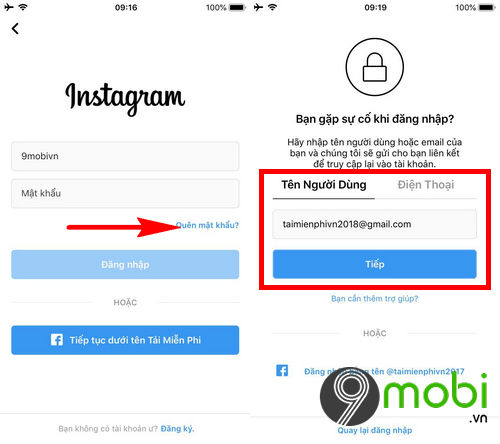 09:16
100%
Instagram
9mobivn
Mật khẩu
Quên mật khẩu?
Đăng nhập
HOẶC
Tiếp tục dưới tên Tải Miễn Phí
Bạn không có tài khoản ư? Đăng ký.
09:19
100%
Bạn gặp sự cố khi đăng nhập?
Hãy nhập tên người dùng hoặc email của
bạn và chúng tôi sẽ gửi cho bạn liên kết
để truy cập lại vào tài khoản.
Tên Người Dùng
Điện Thoại
taimienphivn2018@gmail.com
Tiếp
Bạn cần thêm trợ giúp?
HOẶC
Đăng nhập bằng tên @taimienphivn2017
9mobi
.vn
Quay lại đăng nhập